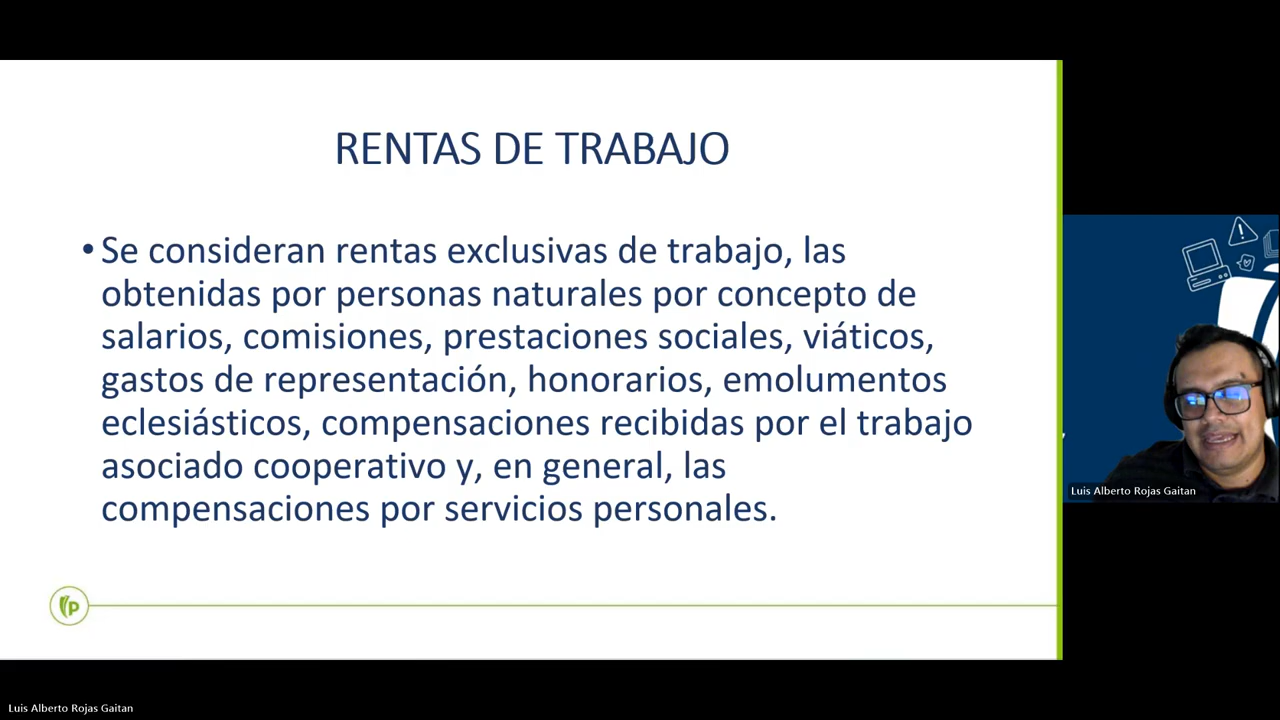 RENTAS DE TRABAJO
• Se consideran rentas exclusivas de trabajo, las
obtenidas por personas naturales por concepto de
salarios, comisiones, prestaciones sociales, viáticos,
gastos de representación, honorarios, emolumentos
eclesiásticos, compensaciones recibidas por el trabajo
asociado cooperativo y, en general, las
compensaciones por servicios personales.
P
Luis Alberto Rojas Gaitan
Luis Alberto Rojas Gaitan